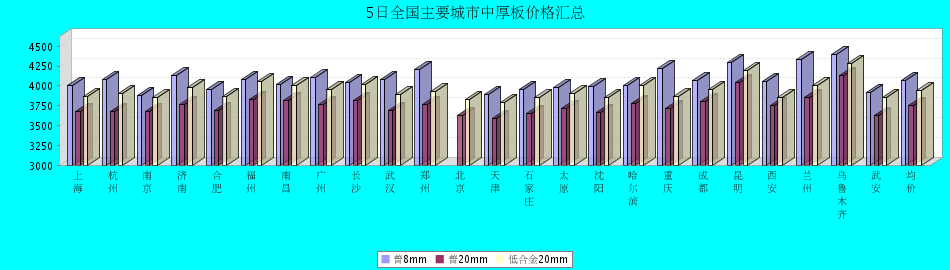 5日全国主要城市中厚板价格汇总
4500
4250
4000
3750
3500
3250
3000
上海 杭州 南京 济南 合肥 福州 南昌 广州 长沙 武汉 郑州 北京 天津 石家庄 太原 沈阳 哈尔滨 重庆 成都 昆明 西安 兰州 乌鲁木齐 武安 均价
普8mm 普20mm 低合金20mm